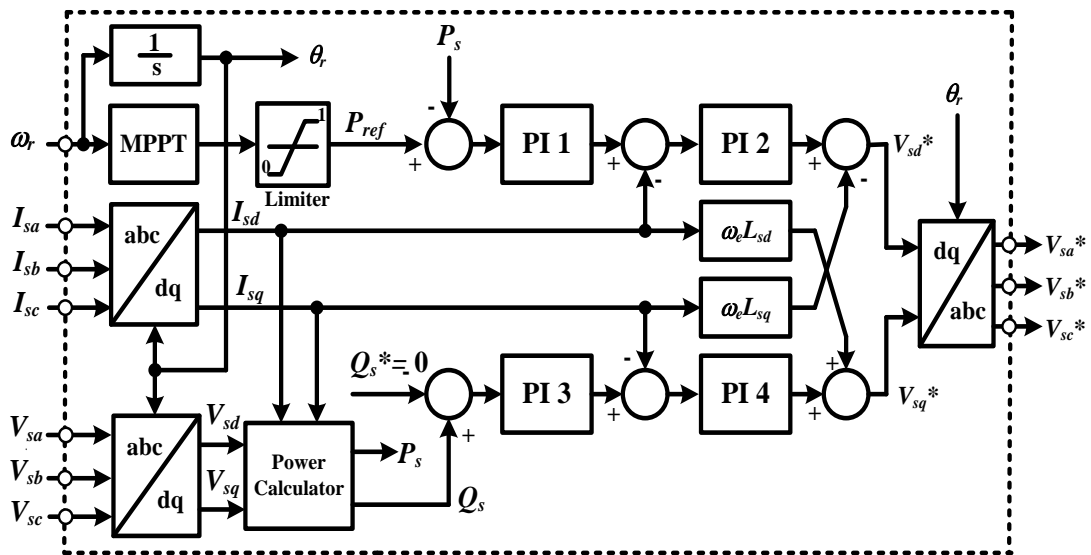 1
s
θr
Ps
-
ωr
MPPT
1
0
Limiter
Pref
+
PI 1
+
-
PI 2
+
-
Vsd*
θr
Isa
Isb
Isc
abc
dq
Isd
Isq
ωeLsd
ωeLsq
dq
abc
Vsa*
Vsb*
Vsc*
Qs*=0
-
+
PI 3
-
+
PI 4
+
+
Vsq*
Vsa
Vsb
Vsc
abc
dq
Vsd
Vsq
Power
Calculator
Ps
Qs